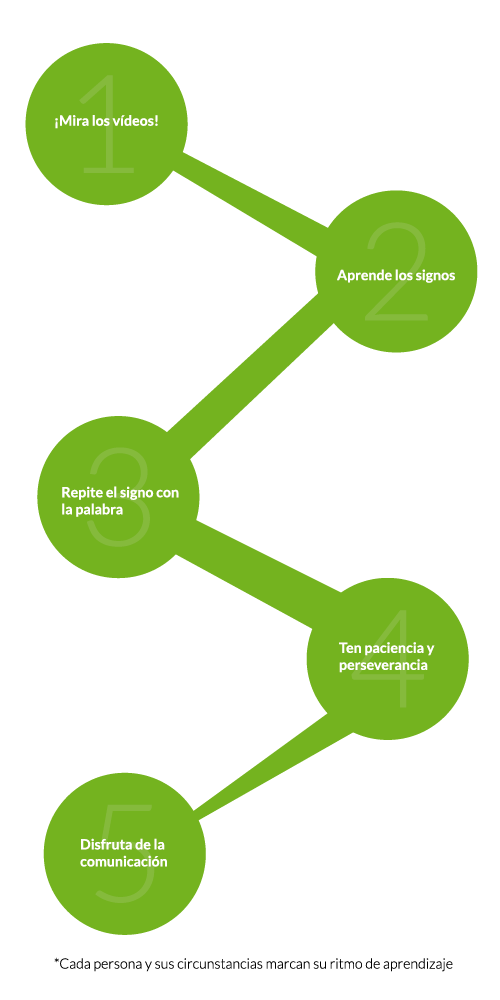 1
¡Mira los vídeos!
2
Aprende los signos
3
Repite el signo con
la palabra
4
Ten paciencia y
perseverancia
5
Disfruta de la
comunicación
*Cada persona y sus circunstancias marcan su ritmo de aprendizaje